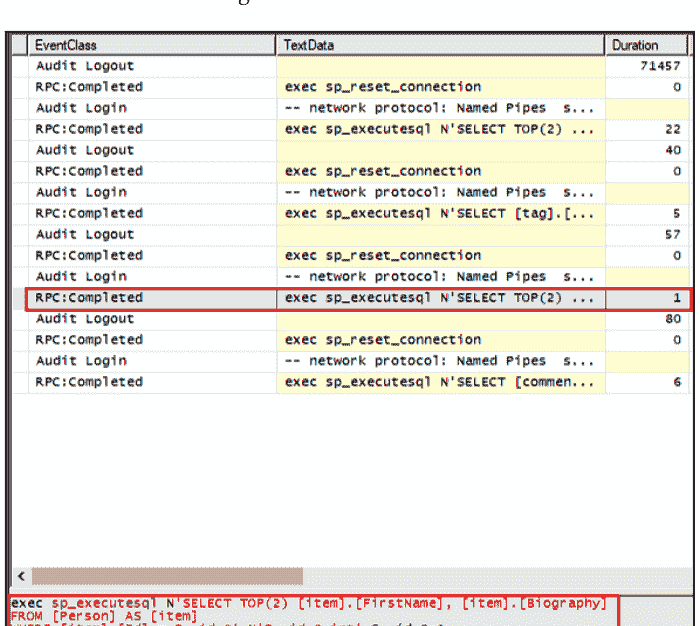 EventClass TextData Duration
Audit Logout 71457
RPC:Completed exec sp_reset_connection 0
Audit Login -- network protocol: Named Pipes s...
RPC:Completed exec sp_executesql N'SELECT TOP(2) ... 22
Audit Logout 40
RPC:Completed exec sp_reset_connection 0
Audit Login -- network protocol: Named Pipes s...
RPC:Completed exec sp_executesql N'SELECT [tag].[... 5
Audit Logout 57
RPC:Completed exec sp_reset_connection 0
Audit Login -- network protocol: Named Pipes s...
RPC:Completed exec sp_executesql N'SELECT TOP(2) ... 1
Audit Logout 80
RPC:Completed exec sp_reset_connection 0
Audit Login -- network protocol: Named Pipes s...
RPC:Completed exec sp_executesql N'SELECT [commen... 6
exec sp_executesql N'SELECT TOP(2) [item].[FirstName], [item].[Biography]
FROM [Person] AS [item]